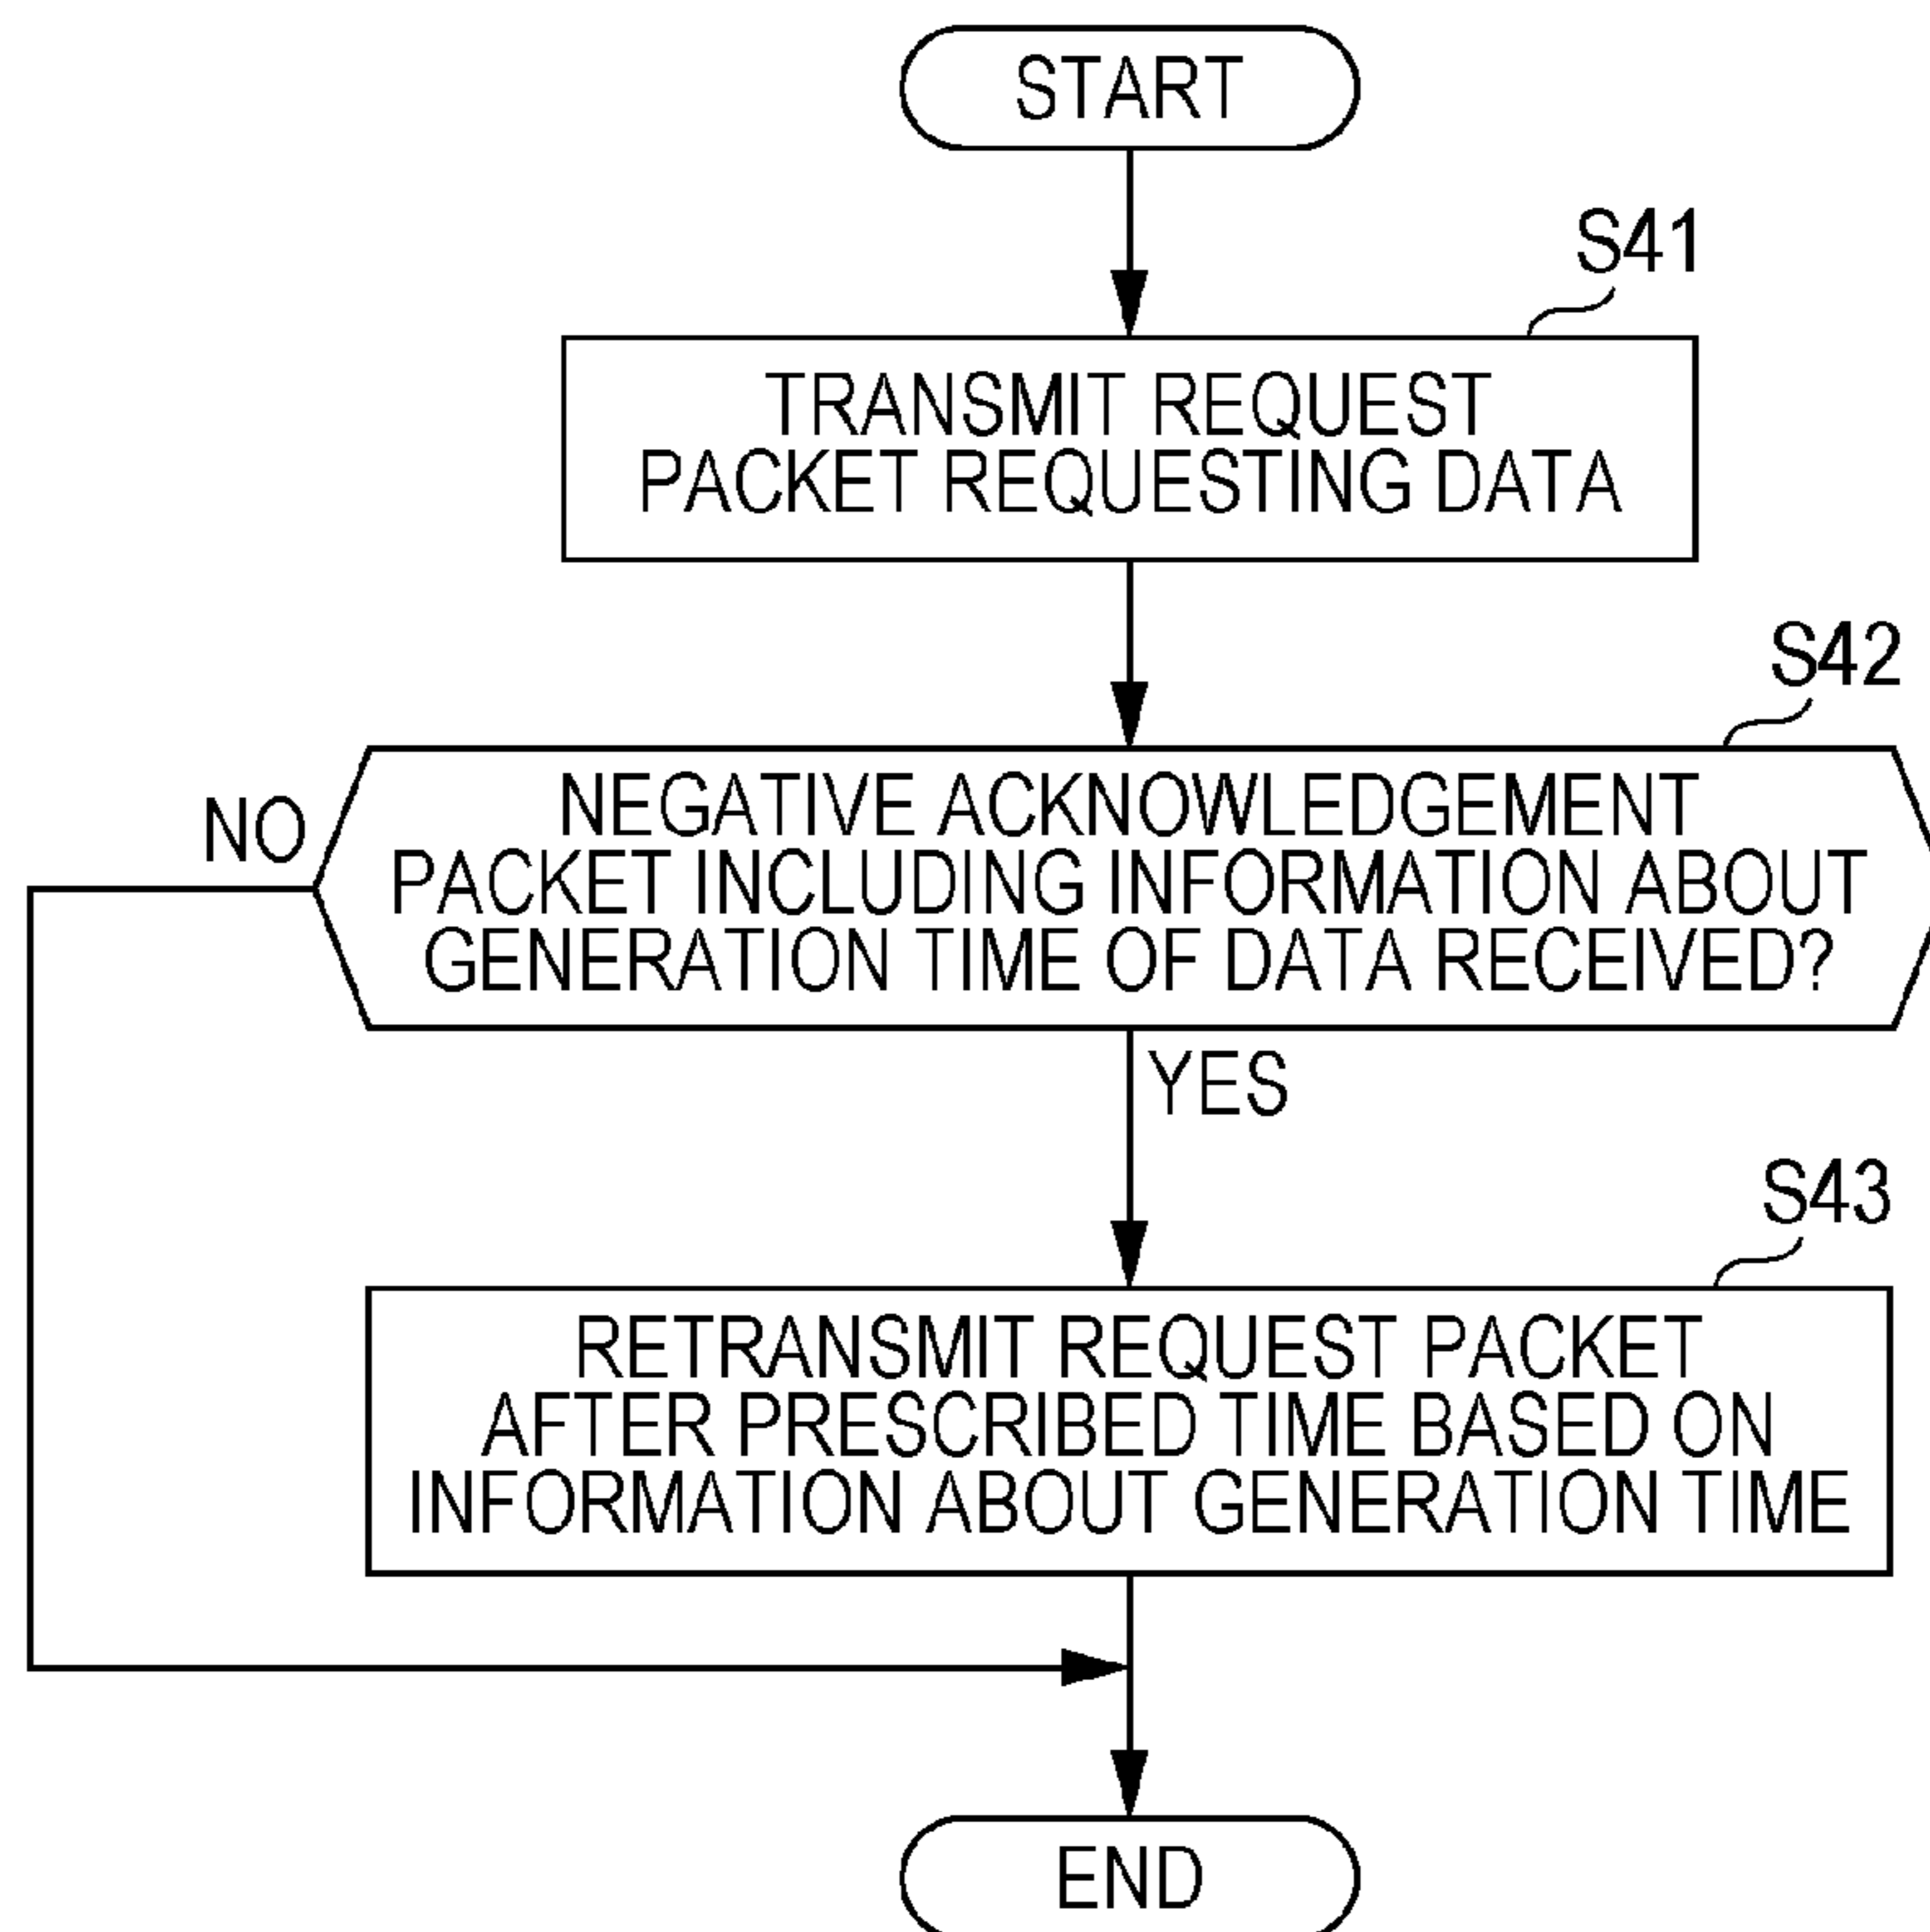 START
S41
TRANSMIT REQUEST
PACKET REQUESTING DATA
S42
NO
NEGATIVE ACKNOWLEDGEMENT
PACKET INCLUDING INFORMATION ABOUT
GENERATION TIME OF DATA RECEIVED?
YES
S43
RETRANSMIT REQUEST PACKET
AFTER PRESCRIBED TIME BASED ON
INFORMATION ABOUT GENERATION TIME
END